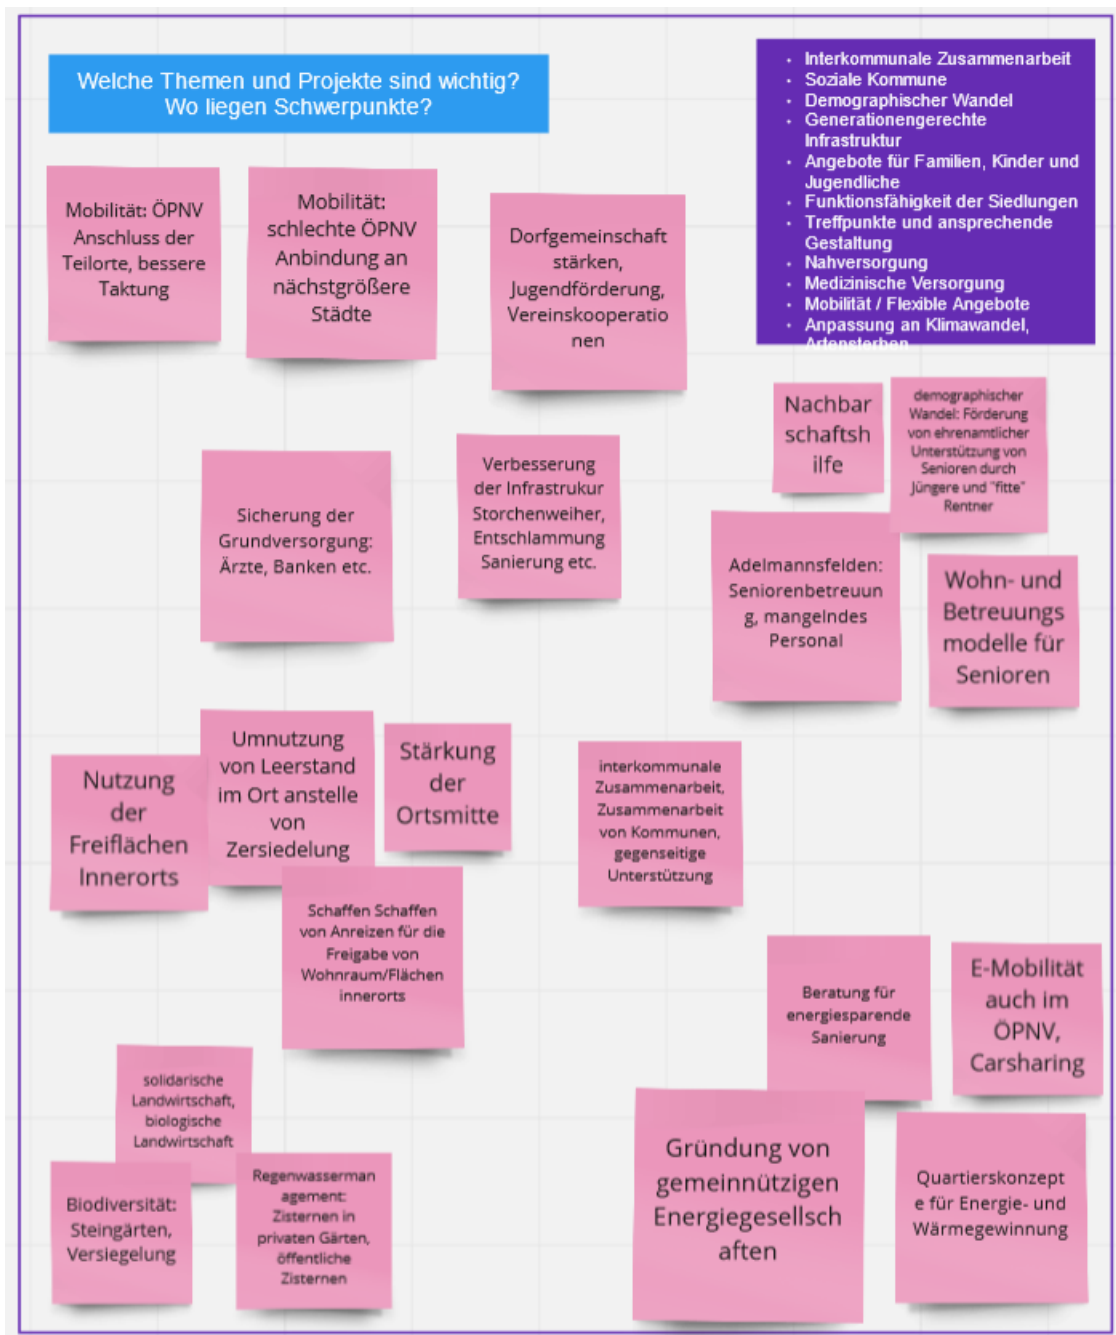 Welche Themen und Projekte sind wichtig?
Wo liegen Schwerpunkte?
• Interkommunale Zusammenarbeit
• Soziale Kommune
• Demographischer Wandel
• Generationengerechte
Infrastruktur
• Angebote für Familien, Kinder und
Jugendliche
• Funktionsfähigkeit der Siedlungen
• Treffpunkte und ansprechende
Gestaltung
• Nahversorgung
• Medizinische Versorgung
• Mobilität / Flexible Angebote
• Anpassung an Klimawandel,
Artensterben
Mobilität: ÖPNV
Anschluss der
Teilorte, bessere
Taktung
Mobilität:
schlechte ÖPNV
Anbindung an
nächstgrößere
Städte
Dorfgemeinschaft
stärken,
Jugendförderung,
Vereinskooperatio
nen
Nachbar
schaftsh
ilfe
demographischer
Wandel: Förderung
von ehrenamtlicher
Unterstützung von
Senioren durch
Jüngere und "fitte"
Rentner
Sicherung der
Grundversorgung:
Ärzte, Banken etc.
Verbesserung
der Infrastrukur
Storchenweiher,
Entschlammung
Sanierung etc.
Adelmannsfelden:
Seniorenbetreuun
g, mangelndes
Personal
Wohn- und
Betreuungs
modelle für
Senioren
Nutzung
der
Freiflächen
Innerorts
Umnutzung
von Leerstand
im Ort anstelle
von
Zersiedelung
Stärkung
der
Ortsmitte
interkommunale
Zusammenarbeit,
Zusammenarbeit
von Kommunen,
gegenseitige
Unterstützung
Schaffen Schaffen
von Anreizen für die
Freigabe von
Wohnraum/Flächen
innerorts
Beratung für
energiesparende
Sanierung
E-Mobilität
auch im
ÖPNV,
Carsharing
solidarische
Landwirtschaft,
biologische
Landwirtschaft
Biodiversität:
Steingärten,
Versiegelung
Regenwasserman
agement:
Zisternen in
privaten Gärten,
öffentliche
Zisternen
Gründung von
gemeinnützigen
Energiegesellsch
aften
Quartierskonzept
e für Energie- und
Wärmegewinnung